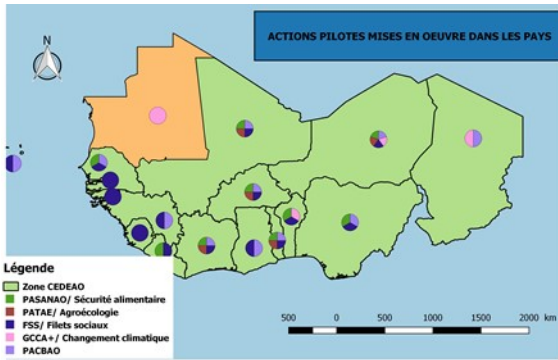 ACTIONS PILOTES MISES EN OEUVRE DANS LES PAYS
N
Légende
Zone CEDEAO
PASANAO/ Sécurité alimentaire
PATAE/ Agroécologie
FSS/ Filets sociaux
GCCA+/ Changement climatique
PACBAO
500 0 500 1000 1500 2000 km